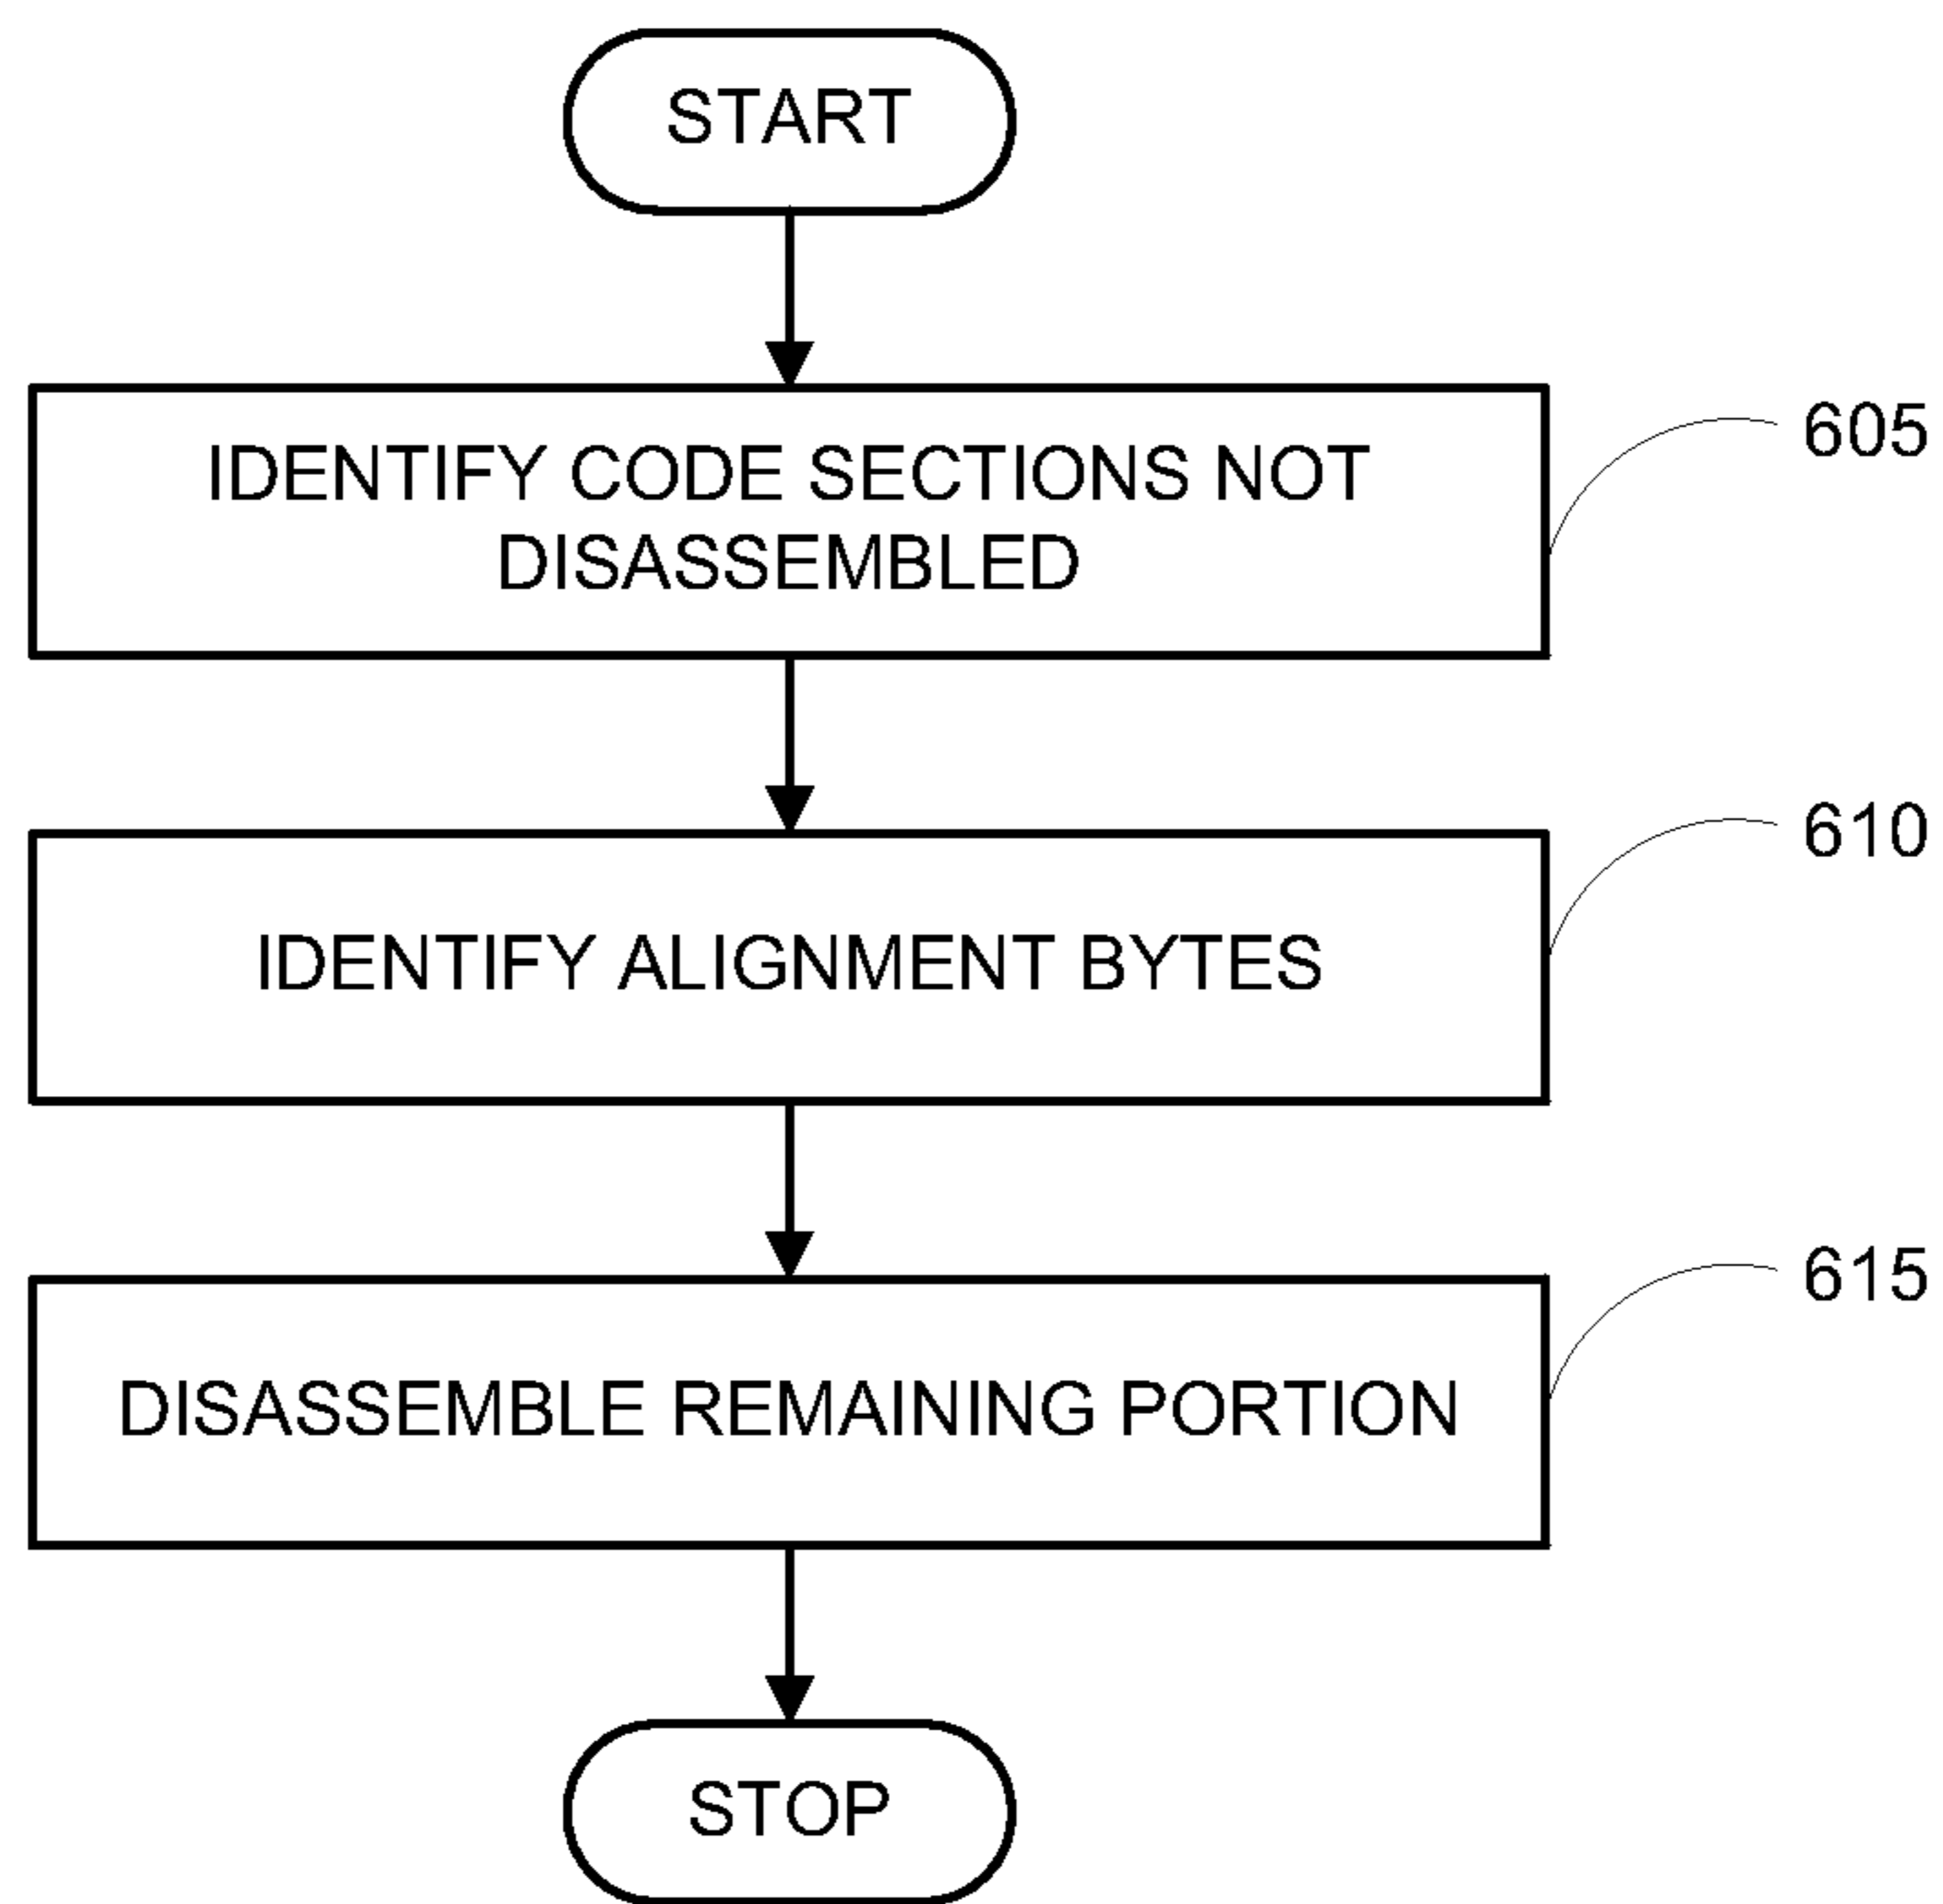 START
IDENTIFY CODE SECTIONS NOT
DISASSEMBLED
605
IDENTIFY ALIGNMENT BYTES
610
DISASSEMBLE REMAINING PORTION
615
STOP